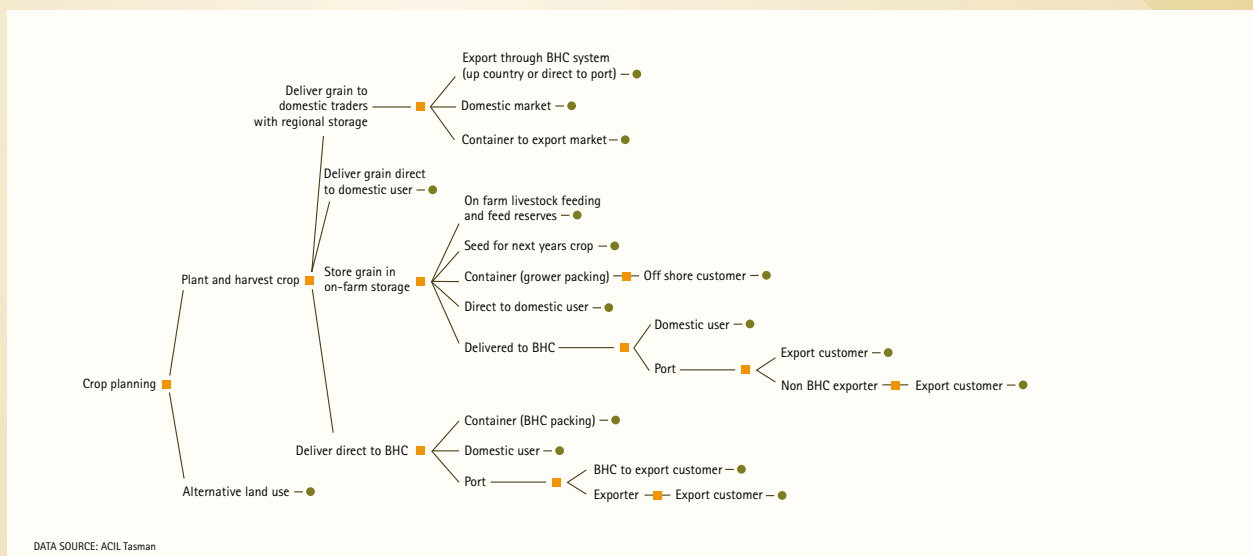 Export through BHC system
(up country or direct to port)
Deliver grain to
domestic traders
with regional storage
Domestic market
Container to export market
Deliver grain direct
to domestic user
On farm livestock feeding
and feed reserves
Seed for next years crop
Plant and harvest crop
Store grain in
on-farm storage
Container (grower packing)
Off shore customer
Direct to domestic user
Domestic user
Delivered to BHC
Export customer
Port
Crop planning
Non BHC exporter
Export customer
Container (BHC packing)
Deliver direct to BHC
Domestic user
BHC to export customer
Port
Alternative land use
Exporter
Export customer
DATA SOURCE: ACIL Tasman